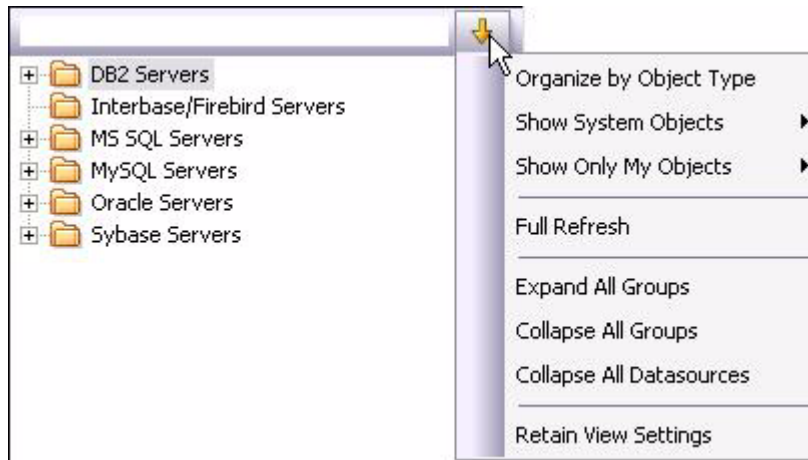 DB2 Servers
Interbase/Firebird Servers
MS SQL Servers
MySQL Servers
Oracle Servers
Sybase Servers
Organize by Object Type
Show System Objects
Show Only My Objects
Full Refresh
Expand All Groups
Collapse All Groups
Collapse All Datasources
Retain View Settings